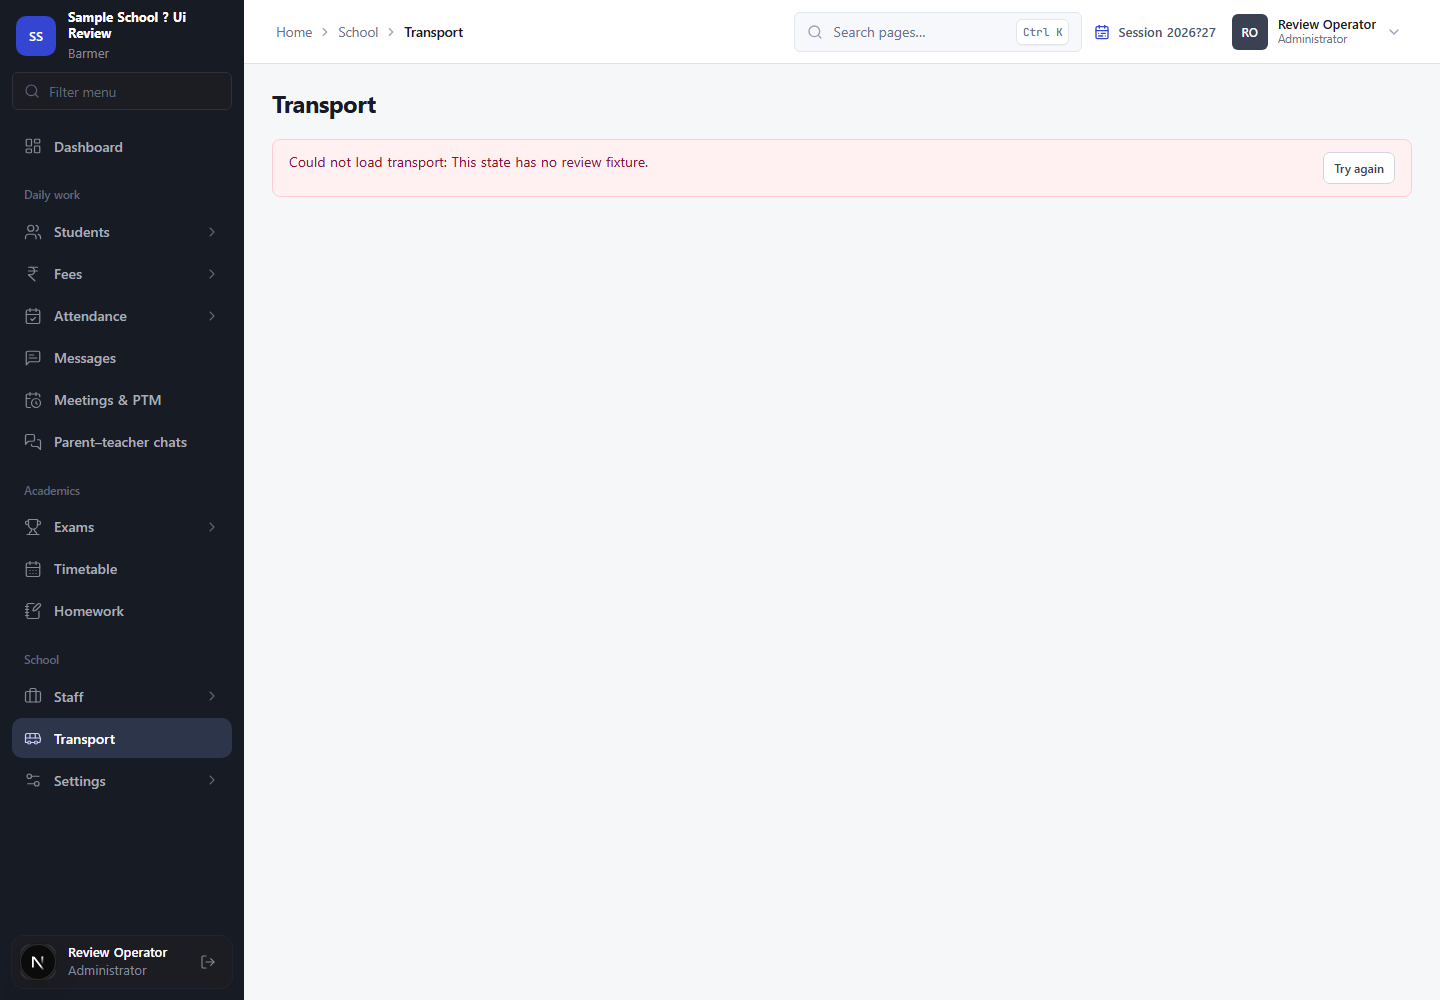 SS
Sample School ? Ui
Review
Barmer
Filter menu
Dashboard
Daily work
Students
Fees
Attendance
Messages
Meetings & PTM
Parent–teacher chats
Academics
Exams
Timetable
Homework
School
Staff
Transport
Settings
N
Review Operator
Administrator
Home > School > Transport
Search pages...
Ctrl K
Session 2026?27
RO
Review Operator
Administrator
Transport
Could not load transport: This state has no review fixture.
Try again